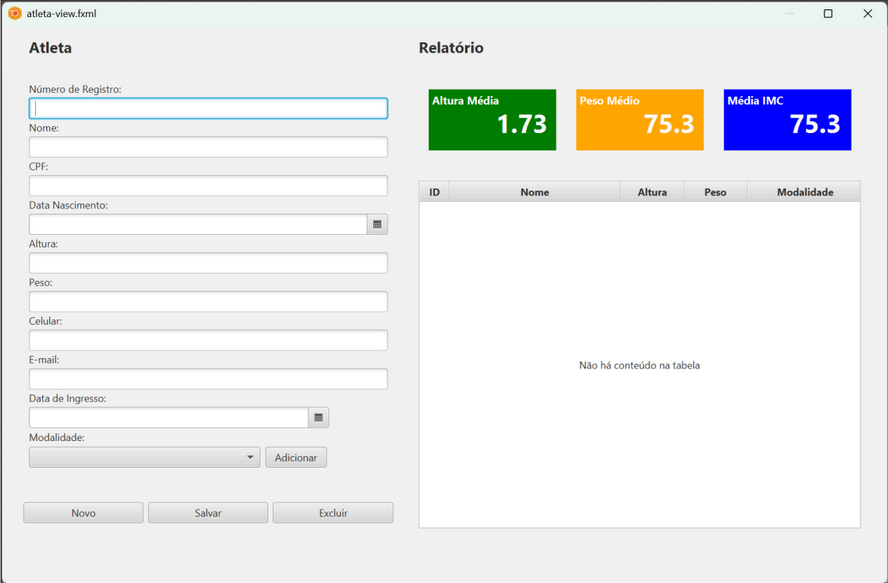 atleta-view.fxml
Atleta
Número de Registro:
Nome:
CPF:
Data Nascimento:
Altura:
Peso:
Celular:
E-mail:
Data de Ingresso:
Modalidade:
Adicionar
Novo Salvar Excluir
Relatório
Altura Média
1.73
Peso Médio
75.3
Média IMC
75.3
ID Nome Altura Peso Modalidade
Não há conteúdo na tabela